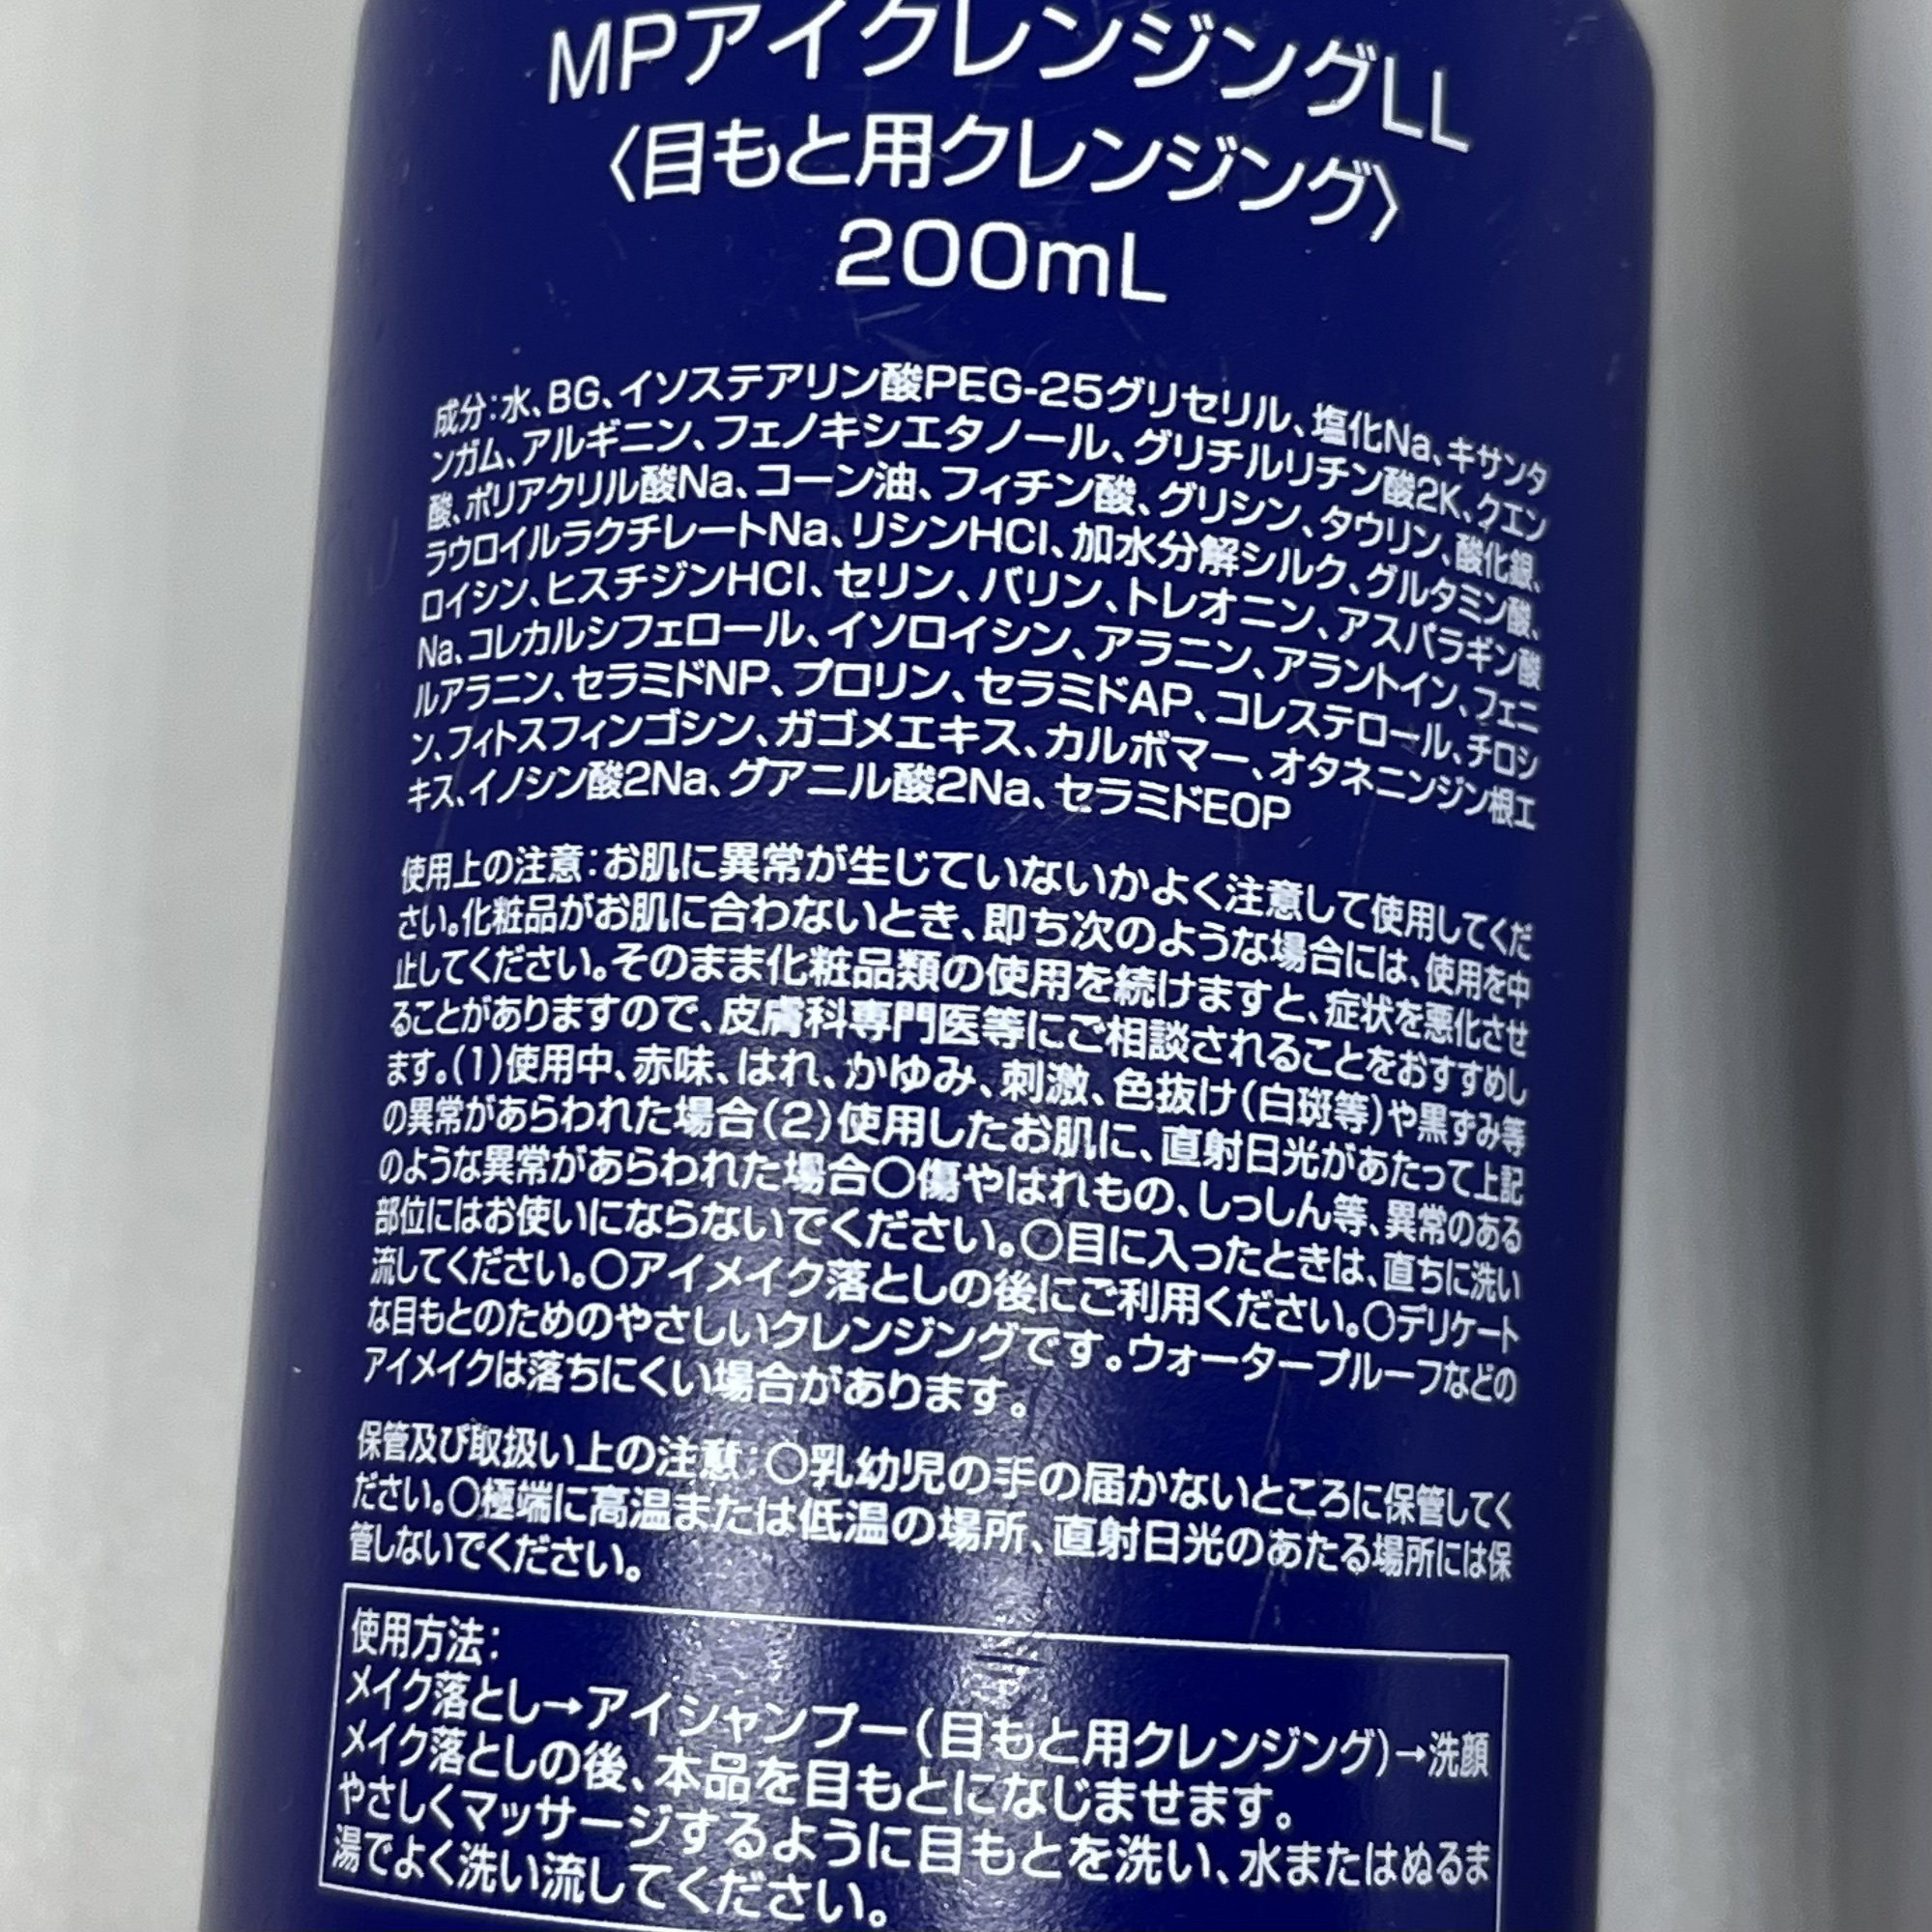 MPアイクレンジングLL
〈目もと用クレンジング〉
200mL
成分：水、BG、イソステアリン酸PEG-25グリセリル、塩化Na、キサンタ
ンガム、アルギニン、フェノキシエタノール、グリチルリチン酸2K、クエン
酸、ポリアクリル酸Na、コーン油、フィチン酸、グリシン、タウリン、酸化銀、
ラウロイルラクチレートNa、リシンHCl、加水分解シルク、グルタミン酸、
ロイシン、ヒスチジンHCl、セリン、バリン、トレオニン、アスパラギン酸
Na、コレカルシフェロール、イソロイシン、アラニン、アラントイン、フェニ
ルアラニン、セラミドNP、プロリン、セラミドAP、コレステロール、チロシ
ン、フィトスフィンゴシン、ガゴメエキス、カルボマー、オタネニンジン根エ
キス、イノシン酸2Na、グアニル酸2Na、セラミドEOP
使用上の注意：お肌に異常が生じていないかよく注意して使用してくだ
さい。化粧品がお肌に合わないとき、即ち次のような場合には、使用を中
止してください。そのまま化粧品類の使用を続けますと、症状を悪化させ
ることがありますので、皮膚科専門医等にご相談されることをおすすめし
ます。(1)使用中、赤味、はれ、かゆみ、刺激、色抜け(白斑等)や黒ずみ等
の異常があらわれた場合(2)使用したお肌に、直射日光があたって上記
のような異常があらわれた場合○傷やはれもの、しっしん等、異常のある
部位にはお使いにならないでください。○目に入ったときは、直ちに洗い
流してください。○アイメイク落としの後にご利用ください。○デリケート
な目もとのためのやさしいクレンジングです。ウォータープルーフなどの
アイメイクは落ちにくい場合があります。
保管及び取扱い上の注意：○乳幼児の手の届かないところに保管してく
ださい。○極端に高温または低温の場所、直射日光のあたる場所には保
管しないでください。
使用方法：
メイク落とし→アイシャンプー(目もと用クレンジング)→洗顔
メイク落としの後、本品を目もとになじませます。
やさしくマッサージするように目もとを洗い、水またはぬるま
湯でよく洗い流してください。